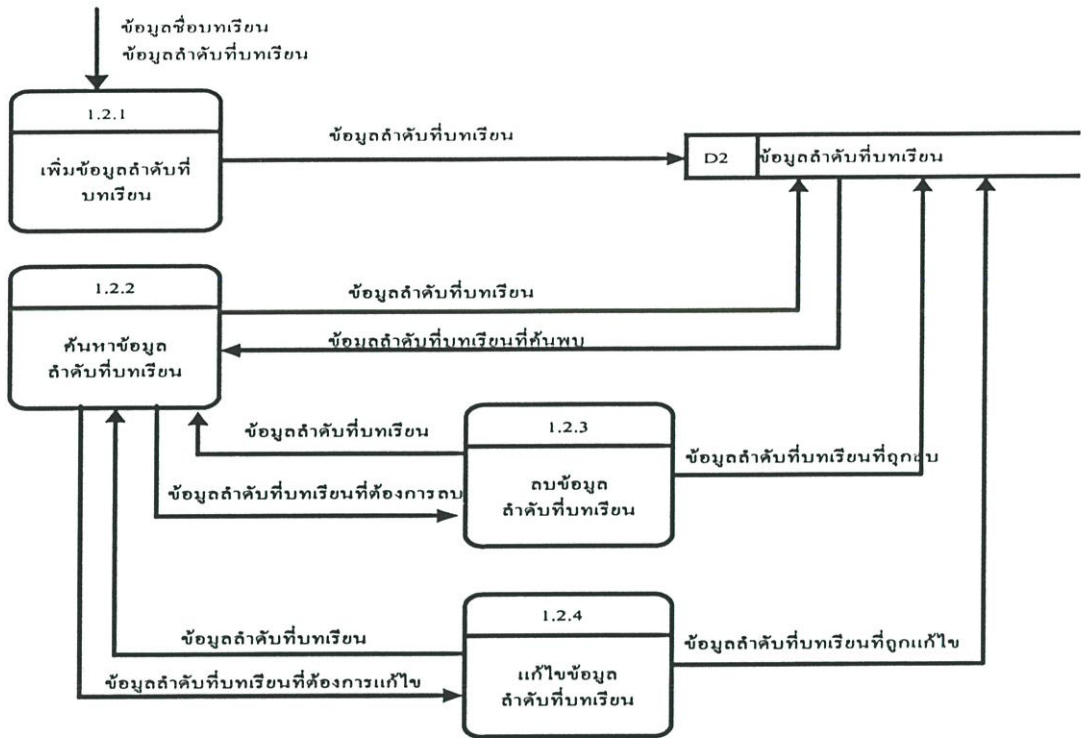 ข้อมูลชื่อบทเรียน
ข้อมูลลำดับที่บทเรียน
1.2.1
เพิ่มข้อมูลลำดับที่
บทเรียน
ข้อมูลลำดับที่บทเรียน
D2
ข้อมูลลำดับที่บทเรียน
1.2.2
ค้นหาข้อมูล
ลำดับที่บทเรียน
ข้อมูลลำดับที่บทเรียน
ข้อมูลลำดับที่บทเรียนที่ค้นพบ
ข้อมูลลำดับที่บทเรียน
1.2.3
ลบข้อมูล
ลำดับที่บทเรียน
ข้อมูลลำดับที่บทเรียนที่ถูกลบ
ข้อมูลลำดับที่บทเรียนที่ต้องการลบ
1.2.4
แก้ไขข้อมูล
ลำดับที่บทเรียน
ข้อมูลลำดับที่บทเรียน
ข้อมูลลำดับที่บทเรียนที่ถูกแก้ไข
ข้อมูลลำดับที่บทเรียนที่ต้องการแก้ไข